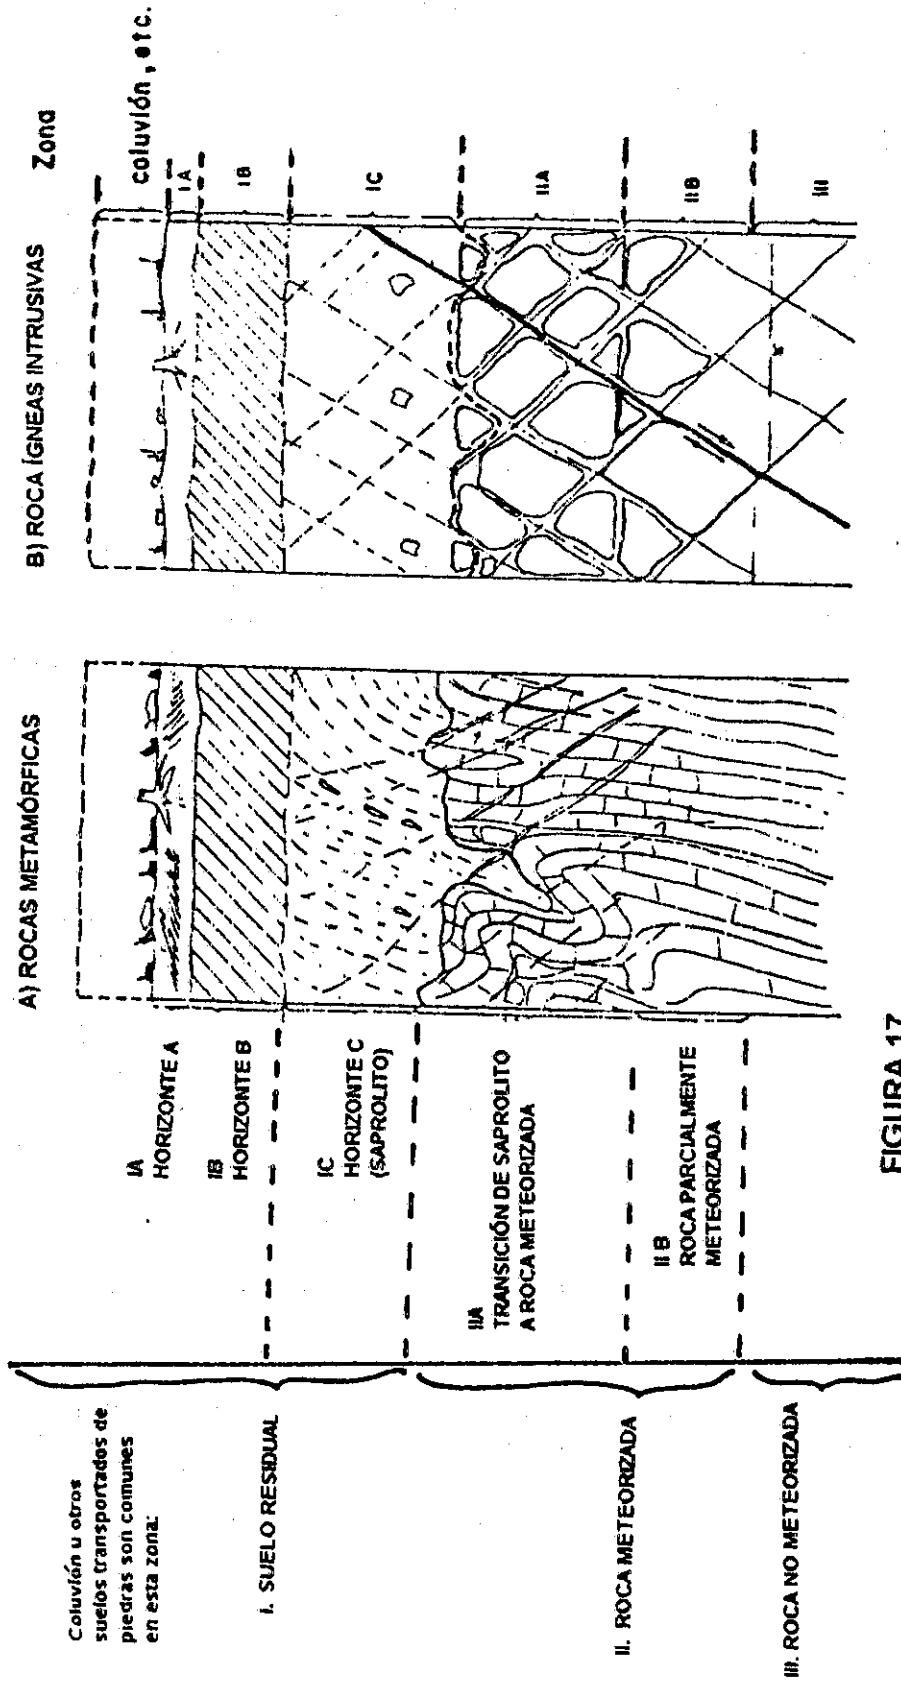 A) ROCAS METAMÓRFICAS
B) ROCA ÍGNEAS INTRUSIVAS
Zona
Coluvión u otros
suelos transportados de
piedras son comunes
en esta zona:
I. SUELO RESIDUAL
II. ROCA METEORIZADA
III. ROCA NO METEORIZADA
IA
HORIZONTE A
IB
HORIZONTE B
IC
HORIZONTE C
(SAPROLITO)
IIA
TRANSICIÓN DE SAPROLITO
A ROCA METEORIZADA
II B
ROCA PARCIALMENTE
METEORIZADA
coluvión, etc.
IA
IB
IC
IIA
IIB
III
FIGURA 17